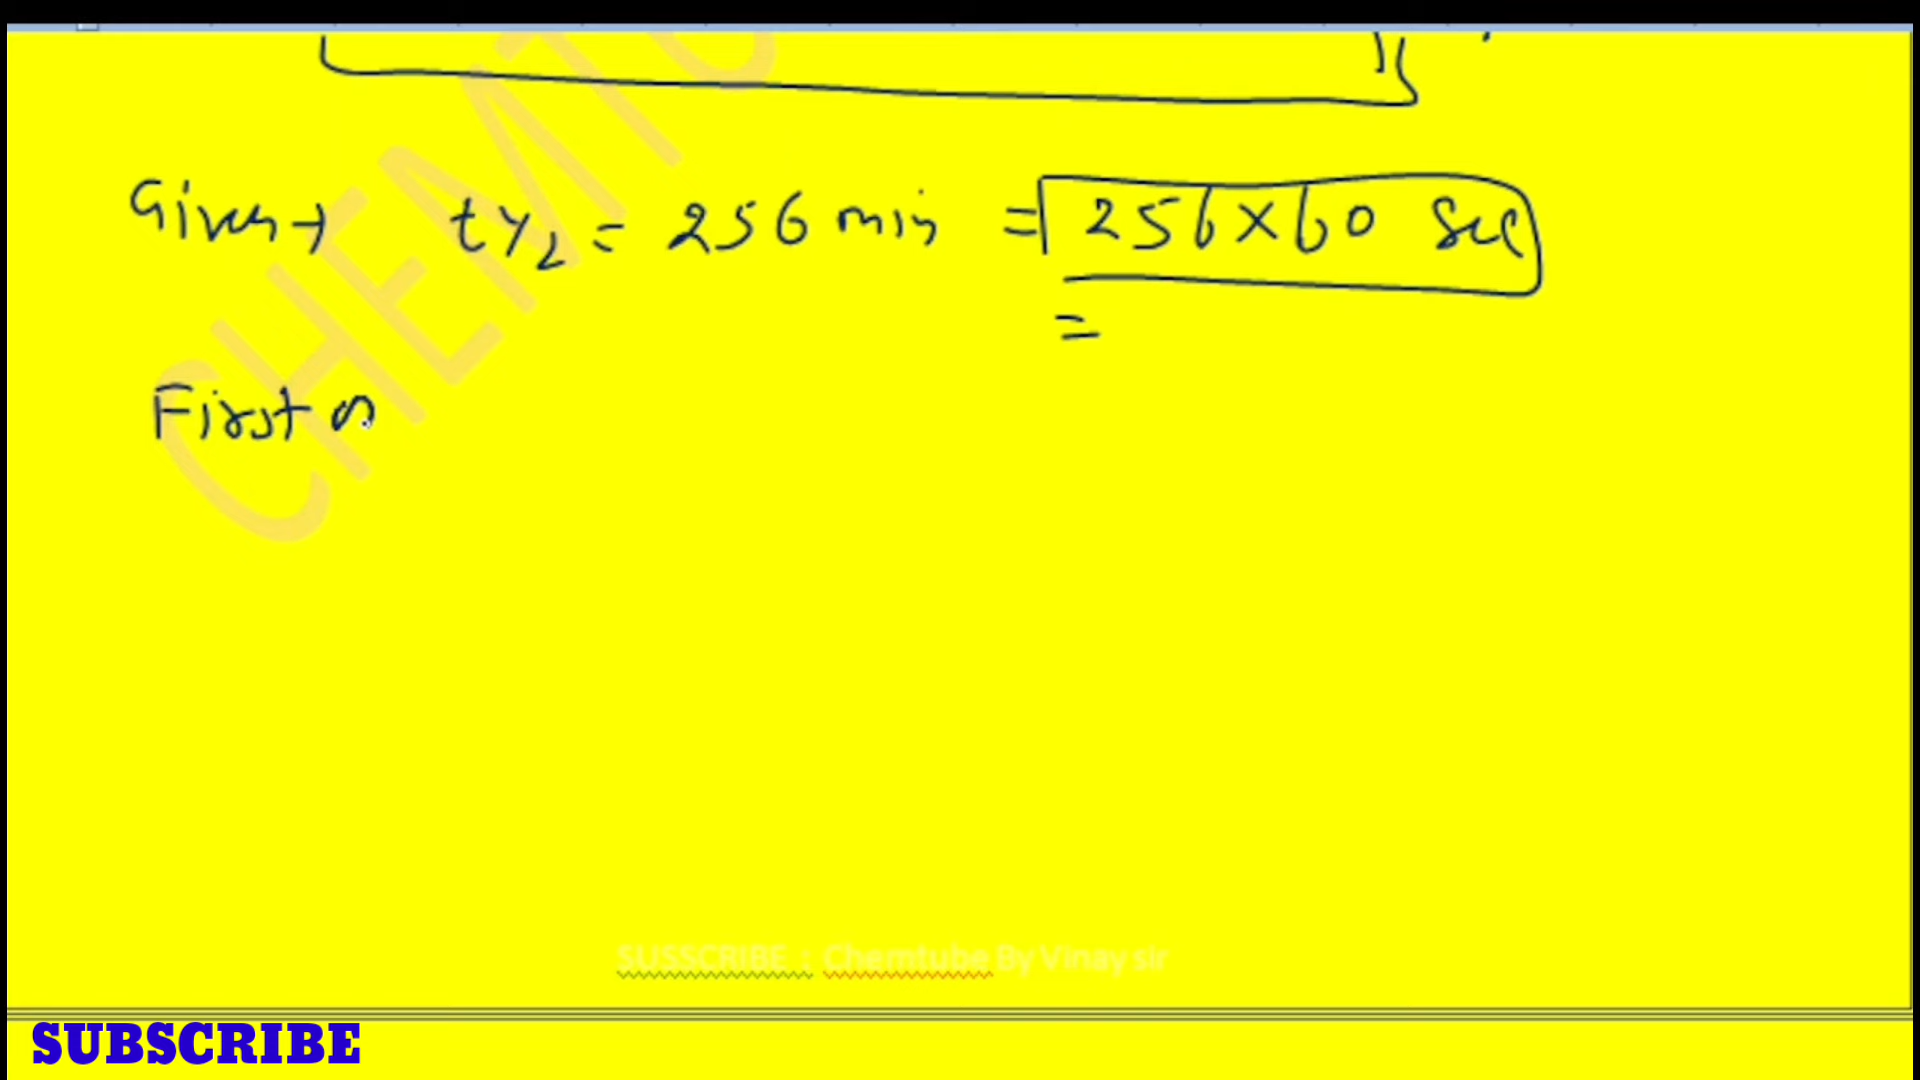 Given → t1/2 = 256 min = 256×60 Sec
=
First o
SUSSCRIBE : Chemtube By Vinay sir
SUBSCRIBE